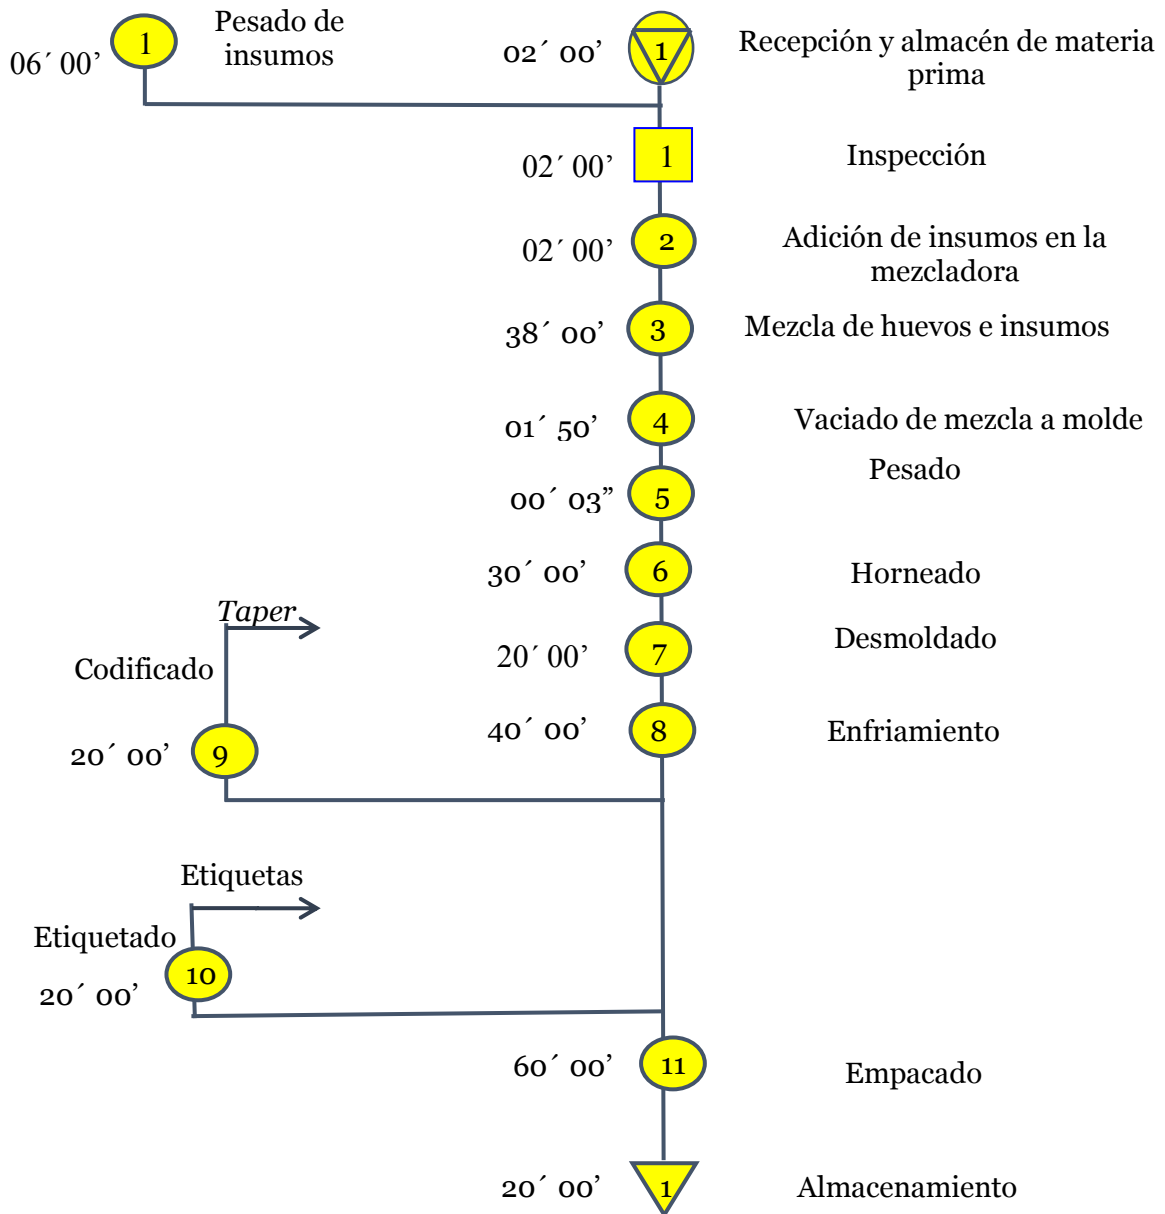 Pesado de
insumos
1
06´ 00’
02´ 00’
1
Recepción y almacén de materia
prima
02´ 00’
1
Inspección
02´ 00’
2
Adición de insumos en la
mezcladora
38´ 00’
3
Mezcla de huevos e insumos
01´ 50’
4
Vaciado de mezcla a molde
00´ 03”
5
Pesado
30´ 00’
6
Horneado
20´ 00’
7
Desmoldado
40´ 00’
8
Enfriamiento
Taper
Codificado
20´ 00’
9
Etiquetas
Etiquetado
10
20´ 00’
60´ 00’
11
Empacado
20´ 00’
1
Almacenamiento